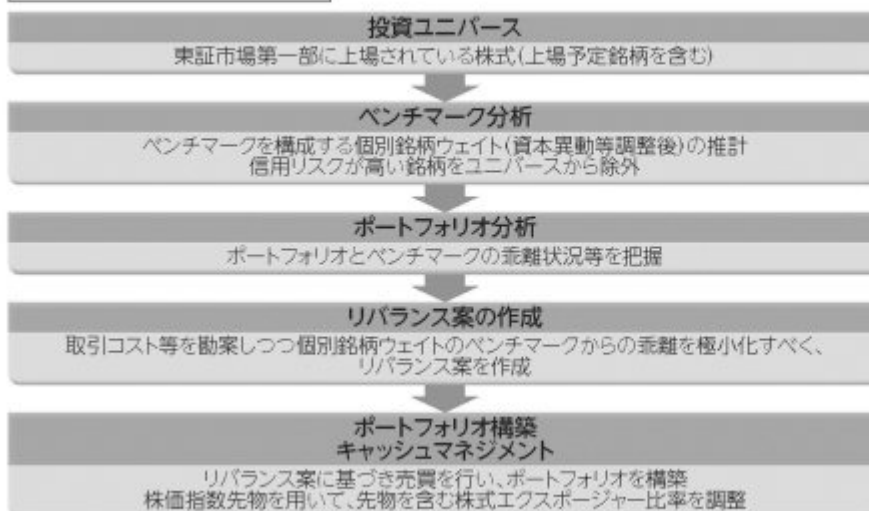 投資ユニバース
東証市場第一部に上場されている株式(上場予定銘柄を含む)
ベンチマーク分析
ベンチマークを構成する個別銘柄ウェイト(資本異動等調整後)の推計
信用リスクが高い銘柄をユニバースから除外
ポートフォリオ分析
ポートフォリオとベンチマークの乖離状況等を把握
リバランス案の作成
取引コスト等を勘案しつつ個別銘柄ウェイトのベンチマークからの乖離を極小化すべく、
リバランス案を作成
ポートフォリオ構築
キャッシュマネジメント
リバランス案に基づき売買を行い、ポートフォリオを構築
株価指数先物を用いて、先物を含む株式エクスポージャー比率を調整